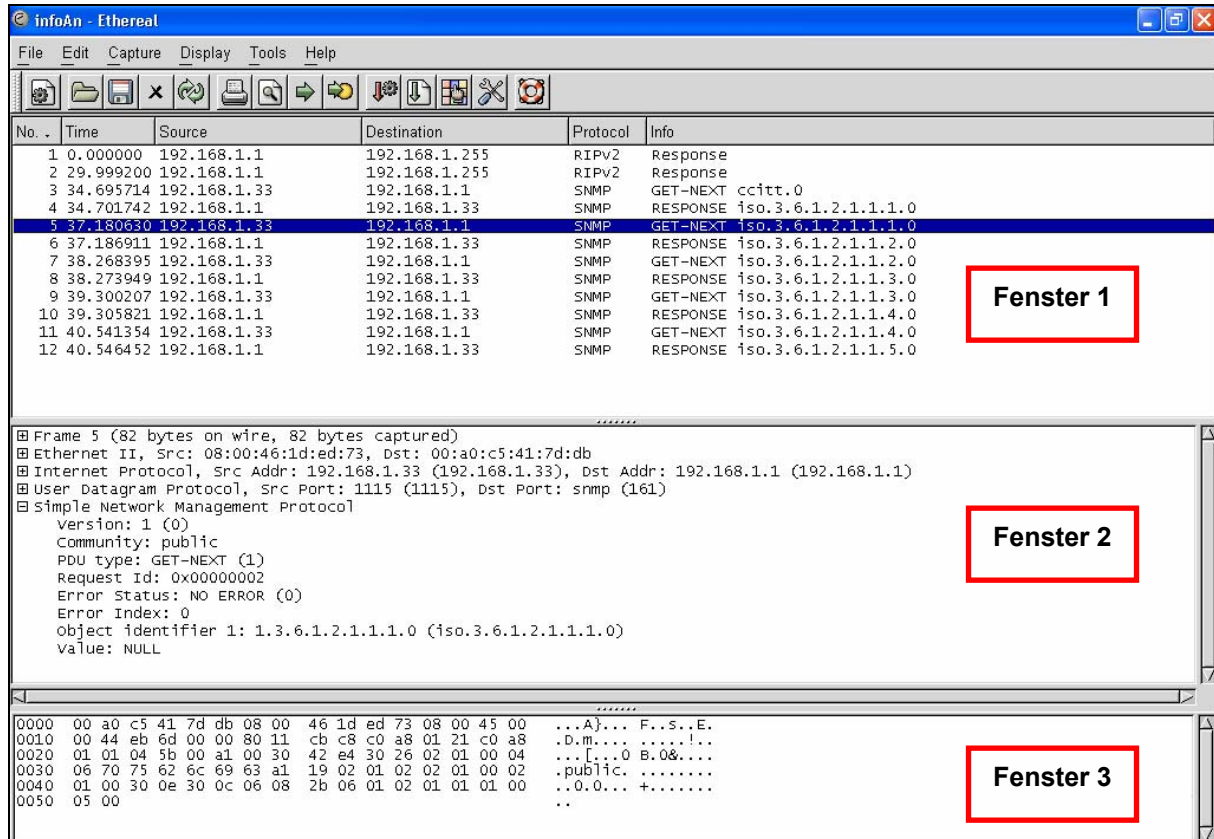 infoAn - Ethereal
File Edit Capture Display Tools Help
No. Time Source Destination Protocol Info
1 0.000000 192.168.1.1 192.168.1.255 RIPv2 Response
2 29.999200 192.168.1.1 192.168.1.255 RIPv2 Response
3 34.695714 192.168.1.33 192.168.1.1 SNMP GET-NEXT ccitt.0
4 34.701742 192.168.1.1 192.168.1.33 SNMP RESPONSE iso.3.6.1.2.1.1.1.0
5 37.180630 192.168.1.33 192.168.1.1 SNMP GET-NEXT iso.3.6.1.2.1.1.1.0
6 37.186911 192.168.1.1 192.168.1.33 SNMP RESPONSE iso.3.6.1.2.1.1.2.0
7 38.268395 192.168.1.33 192.168.1.1 SNMP GET-NEXT iso.3.6.1.2.1.1.2.0
8 38.273949 192.168.1.1 192.168.1.33 SNMP RESPONSE iso.3.6.1.2.1.1.3.0
9 39.300207 192.168.1.33 192.168.1.1 SNMP GET-NEXT iso.3.6.1.2.1.1.3.0
10 39.305821 192.168.1.1 192.168.1.33 SNMP RESPONSE iso.3.6.1.2.1.1.4.0
11 40.541354 192.168.1.33 192.168.1.1 SNMP GET-NEXT iso.3.6.1.2.1.1.4.0
12 40.546452 192.168.1.1 192.168.1.33 SNMP RESPONSE iso.3.6.1.2.1.1.5.0
Fenster 1
Frame 5 (82 bytes on wire, 82 bytes captured)
Ethernet II, Src: 08:00:46:1d:ed:73, Dst: 00:a0:c5:41:7d:db
Internet Protocol, Src Addr: 192.168.1.33 (192.168.1.33), Dst Addr: 192.168.1.1 (192.168.1.1)
User Datagram Protocol, Src Port: 1115 (1115), Dst Port: snmp (161)
Simple Network Management Protocol
Version: 1 (0)
Community: public
PDU type: GET-NEXT (1)
Request Id: 0x00000002
Error Status: NO ERROR (0)
Error Index: 0
Object identifier 1: 1.3.6.1.2.1.1.1.0 (iso.3.6.1.2.1.1.1.0)
Value: NULL
Fenster 2
0000 00 a0 c5 41 7d db 08 00 46 1d ed 73 08 00 45 00 ...A}... F..s..E.
0010 00 44 eb 6d 00 00 80 11 cb c8 c0 a8 01 21 c0 a8 .D.m.... .....!..
0020 01 01 04 5b 00 a1 00 30 42 e4 30 26 02 01 00 04 ...[...0 B.0&....
0030 06 70 75 62 6c 69 63 a1 19 02 01 02 02 01 00 02 .public. ........
0040 01 00 30 0e 30 0c 06 08 2b 06 01 02 01 01 01 00 ..0.0... +.......
0050 05 00 ..
Fenster 3